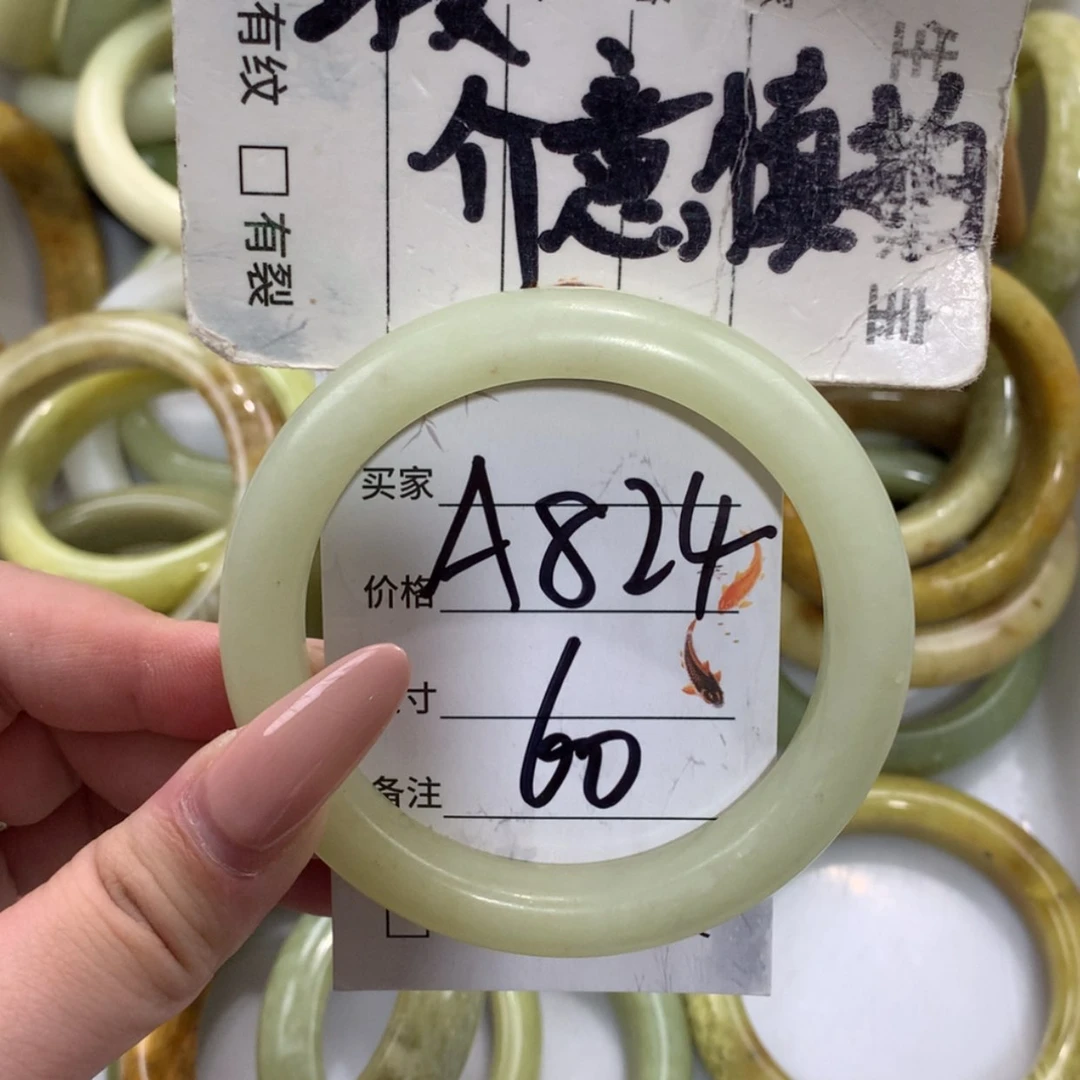 介意慎拍
有纹 □ 有裂
买家 A824
价格
寸 60
备注